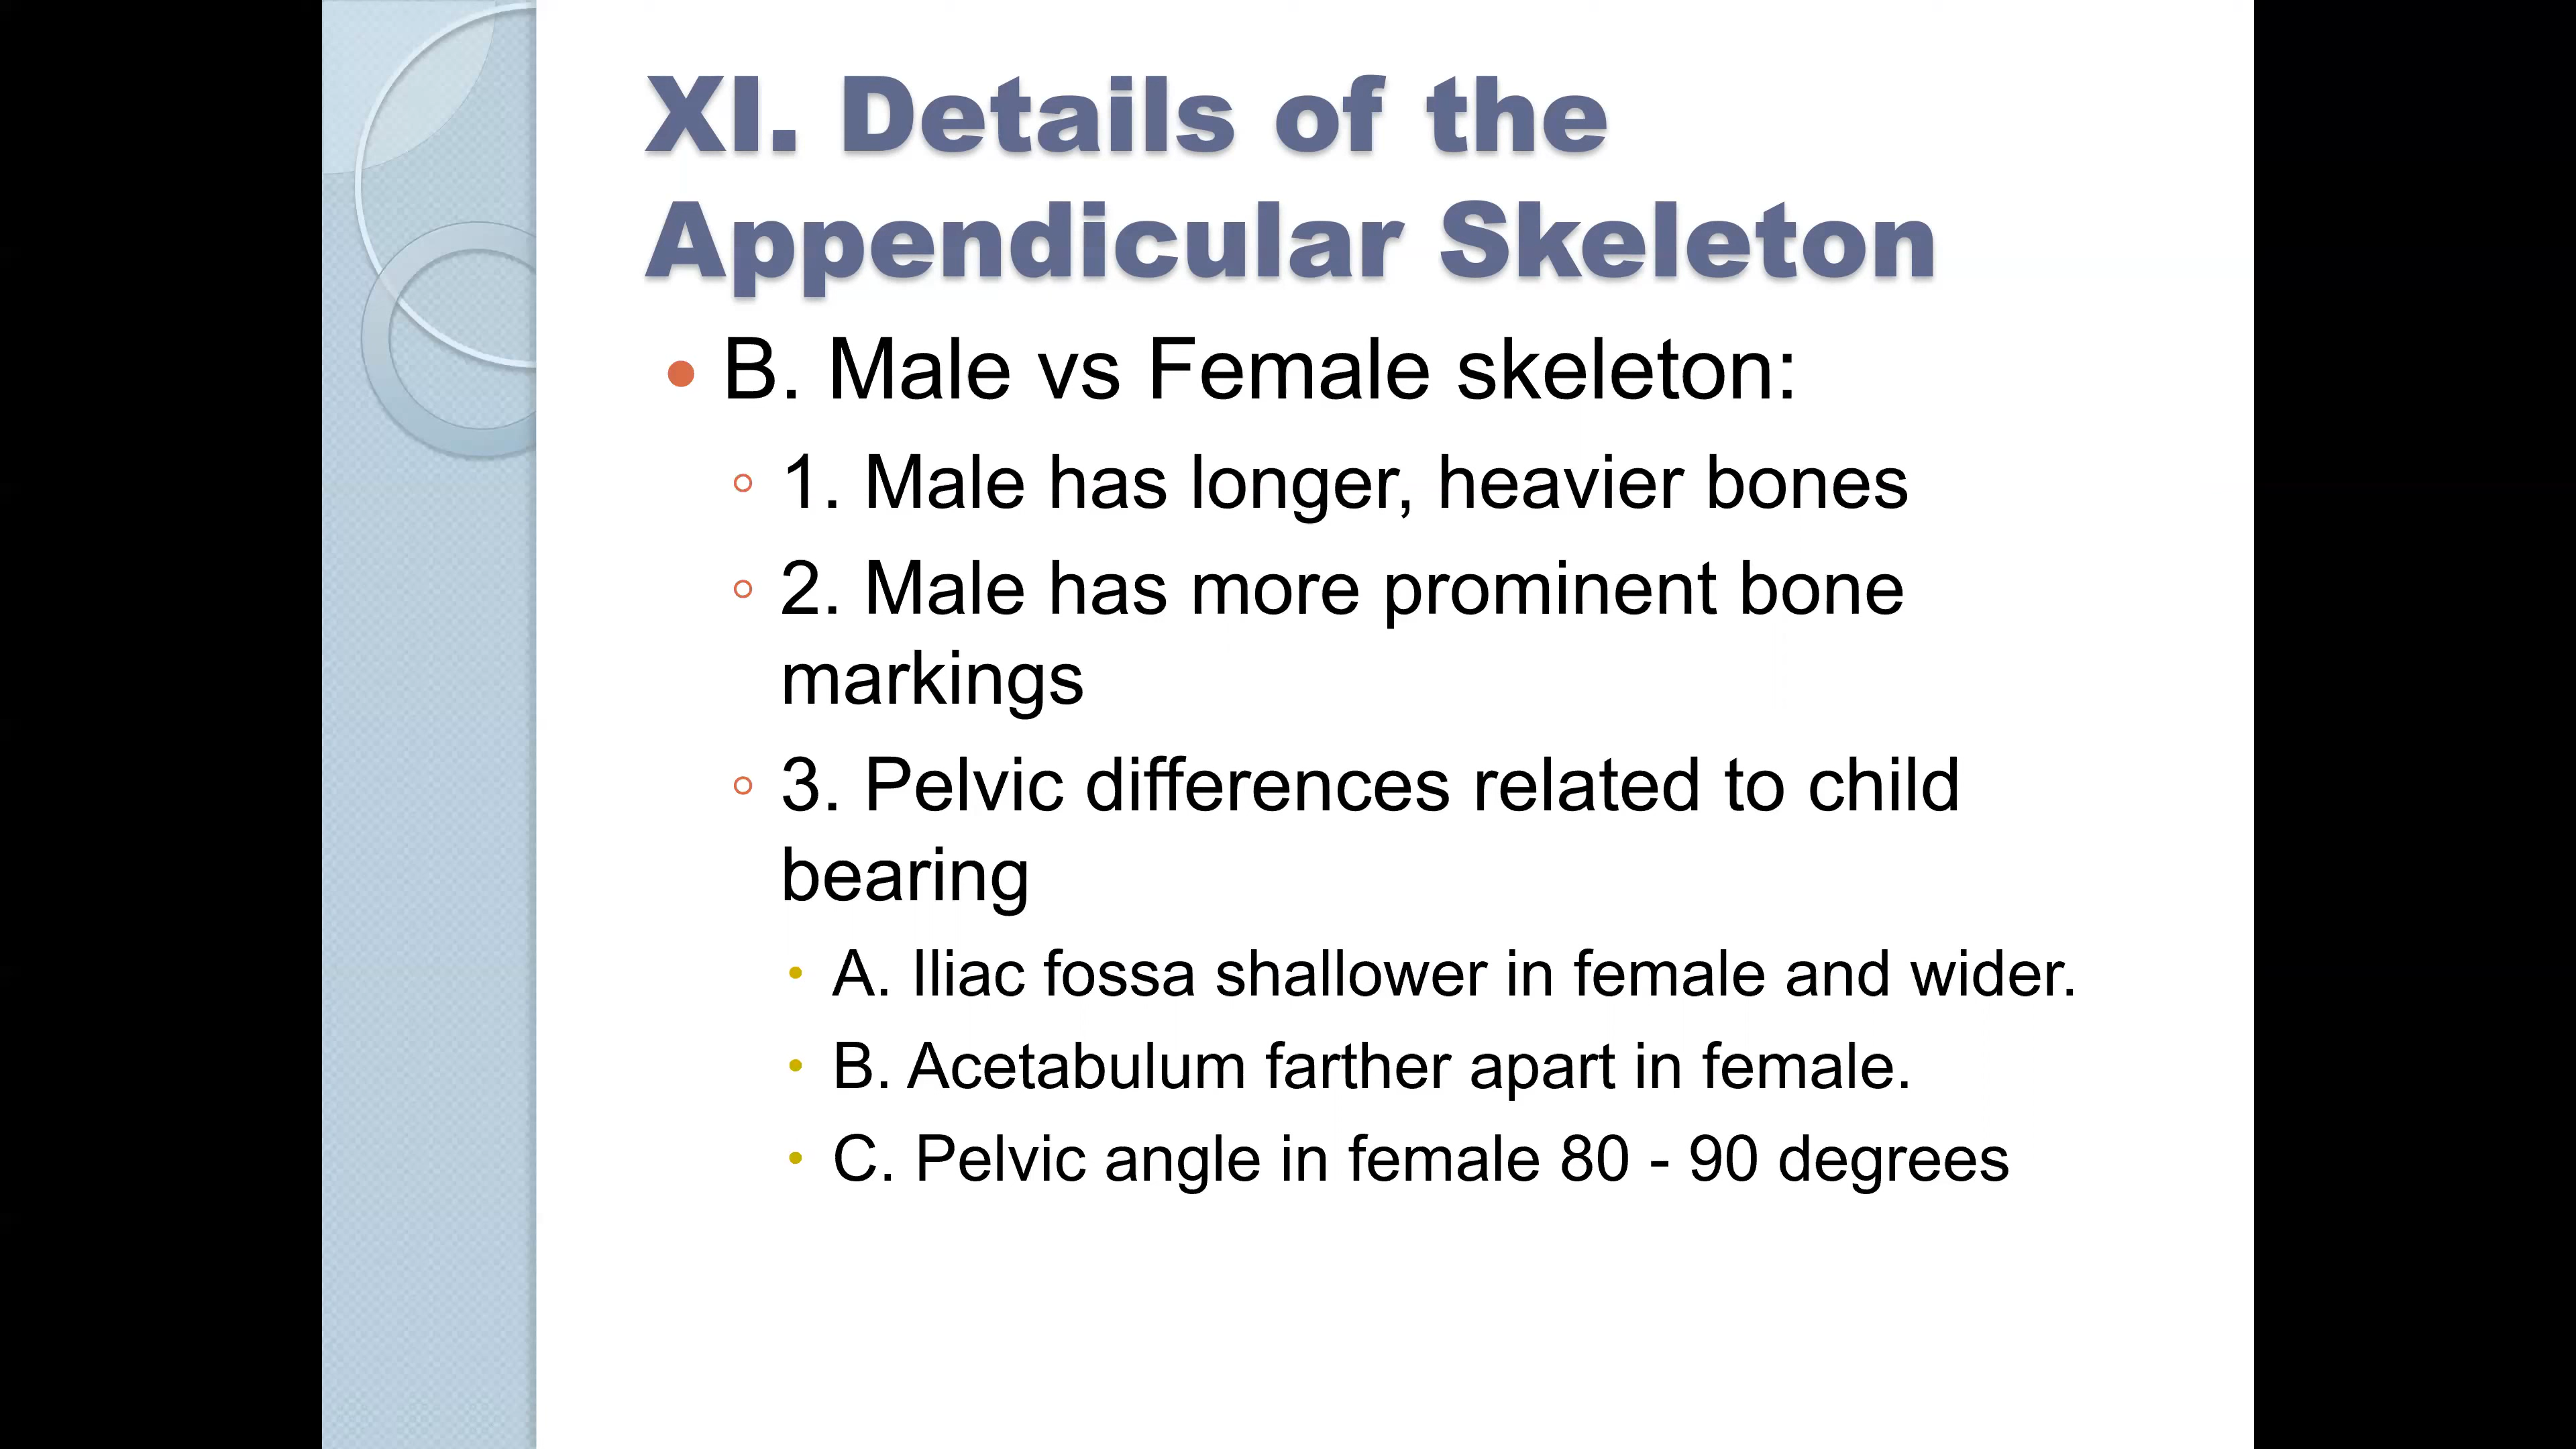 XI. Details of the
Appendicular Skeleton
B. Male vs Female skeleton:
1. Male has longer, heavier bones
2. Male has more prominent bone
markings
3. Pelvic differences related to child
bearing
A. Iliac fossa shallower in female and wider.
B. Acetabulum farther apart in female.
C. Pelvic angle in female 80 - 90 degrees